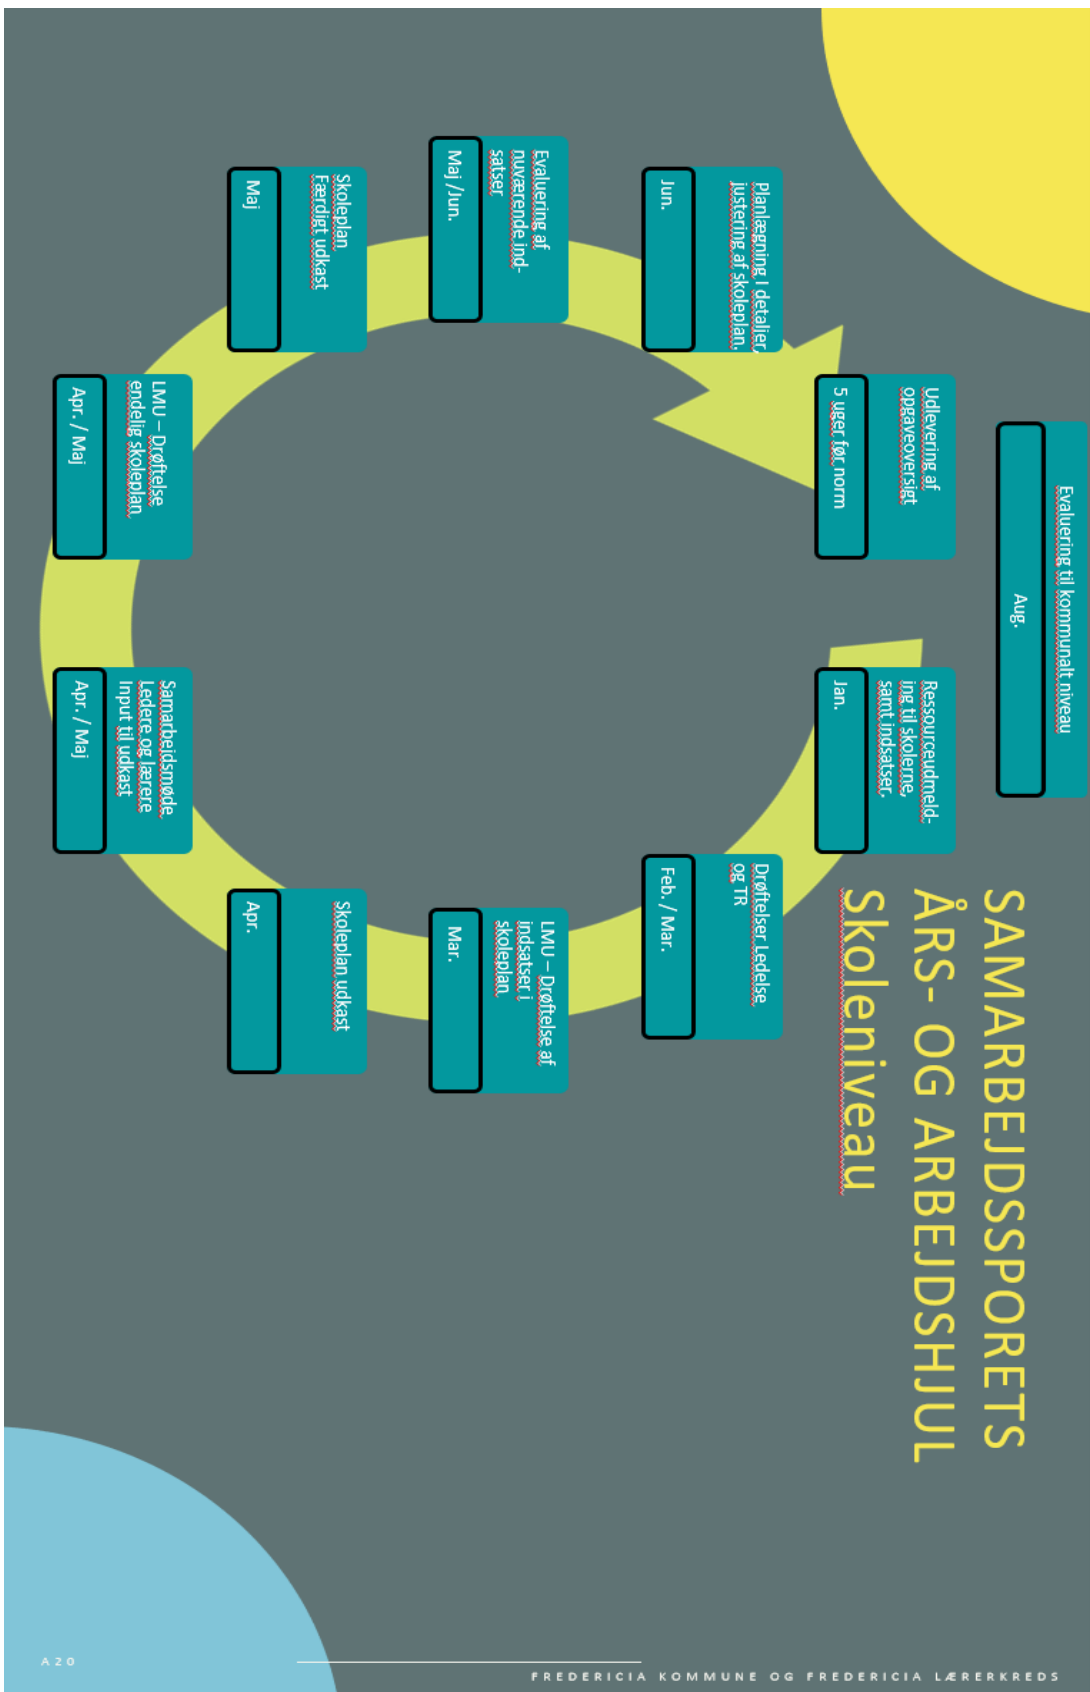 SAMARBEJDSSPORETS
ÅRS- OG ARBEJDSHJUL
Skoleniveau
Evaluering til kommunalt niveau
Aug.
Ressourceudmeld-
ing til skolerne,
samt indsatser.
Jan.
Drøftelser Ledelse
og TR
Feb. / Mar.
LMU – Drøftelse af
indsatser i
skoleplan
Mar.
Skoleplan udkast
Apr.
Samarbejdsmøde
Ledere og lærere
Input til udkast
Apr. / Maj
LMU – Drøftelse
endelig skoleplan
Apr. / Maj
Skoleplan
Færdigt udkast
Maj
Evaluering af
nuværende ind-
satser
Maj /Jun.
Planlægning I detaljer,
justering af skoleplan.
Jun.
Udlevering af
opgaveoversigt
5 uger før norm
A20
FREDERICIA KOMMUNE OG FREDERICIA LÆRERKREDS